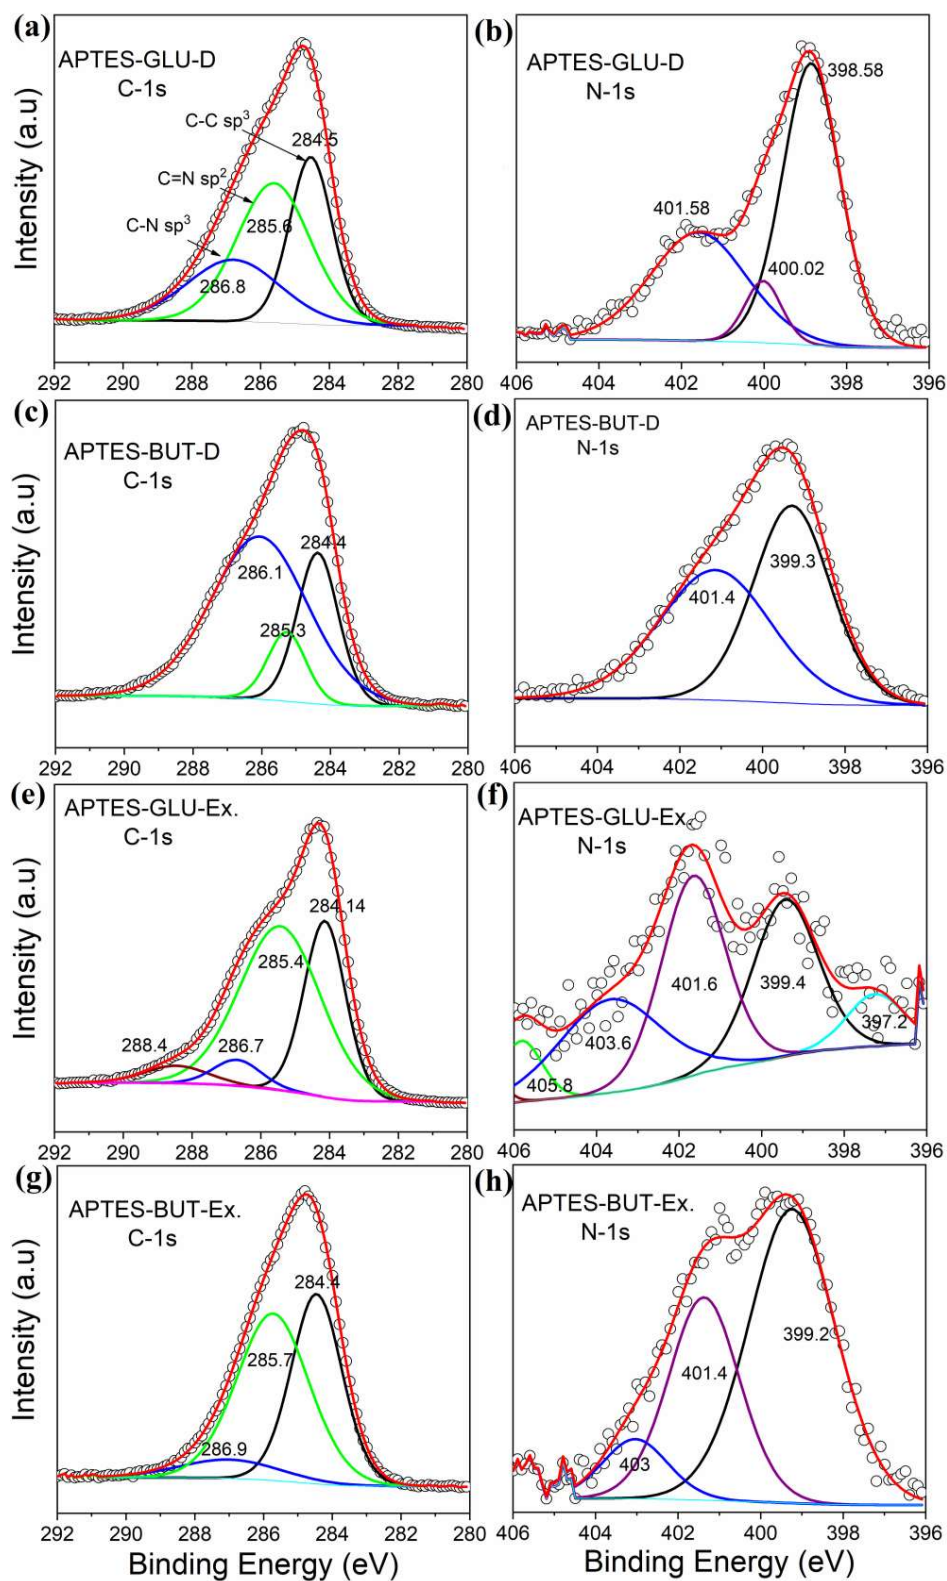 (a)
APTES-GLU-D
C-1s
C-C sp3
284.5
C=N sp2
285.6
C-N sp3
286.8
Intensity (a.u)
292 290 288 286 284 282 280
(b)
APTES-GLU-D
N-1s
398.58
401.58
400.02
406 404 402 400 398 396
(c)
APTES-BUT-D
C-1s
286.1
284.4
285.3
Intensity (a.u)
292 290 288 286 284 282 280
(d)
APTES-BUT-D
N-1s
401.4
399.3
406 404 402 400 398 396
(e)
APTES-GLU-Ex.
C-1s
284.14
285.4
288.4
286.7
Intensity (a.u)
292 290 288 286 284 282 280
(f)
APTES-GLU-Ex.
N-1s
401.6
399.4
403.6
397.2
405.8
406 404 402 400 398 396
(g)
APTES-BUT-Ex.
C-1s
284.4
285.7
286.9
Intensity (a.u)
292 290 288 286 284 282 280
Binding Energy (eV)
(h)
APTES-BUT-Ex.
N-1s
399.2
401.4
403
406 404 402 400 398 396
Binding Energy (eV)